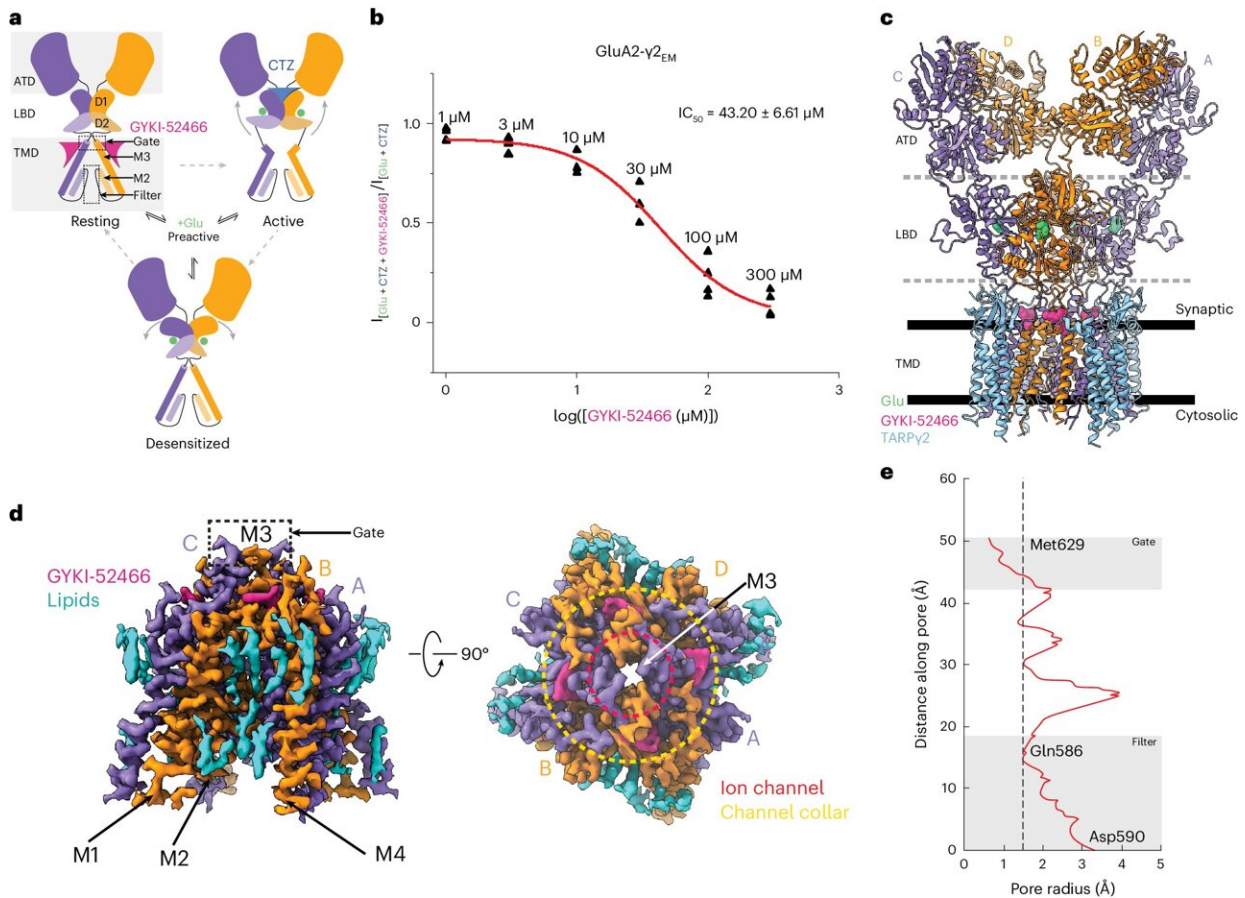 a
ATD
LBD
TMD
D1
D2
GYKI-52466
Gate
M3
M2
Filter
CTZ
Resting
+Glu
Preactive
Active
Desensitized
b
GluA2-γ2EM
IC50 = 43.20 ± 6.61 μM
I[Glu + CTZ + GYKI-52466]/I[Glu + CTZ]
1.0
0.5
0
1 μM
3 μM
10 μM
30 μM
100 μM
300 μM
0
1
2
3
log([GYKI-52466 (μM)])
c
D
B
C
A
ATD
LBD
TMD
Synaptic
Cytosolic
Glu
GYKI-52466
TARPγ2
d
M3
Gate
C
B
A
GYKI-52466
Lipids
M1
M2
M4
90°
D
M3
C
A
B
Ion channel
Channel collar
e
Distance along pore (Å)
60
50
40
30
20
10
0
Met629
Gate
Gln586
Filter
Asp590
0
1
2
3
4
5
Pore radius (Å)